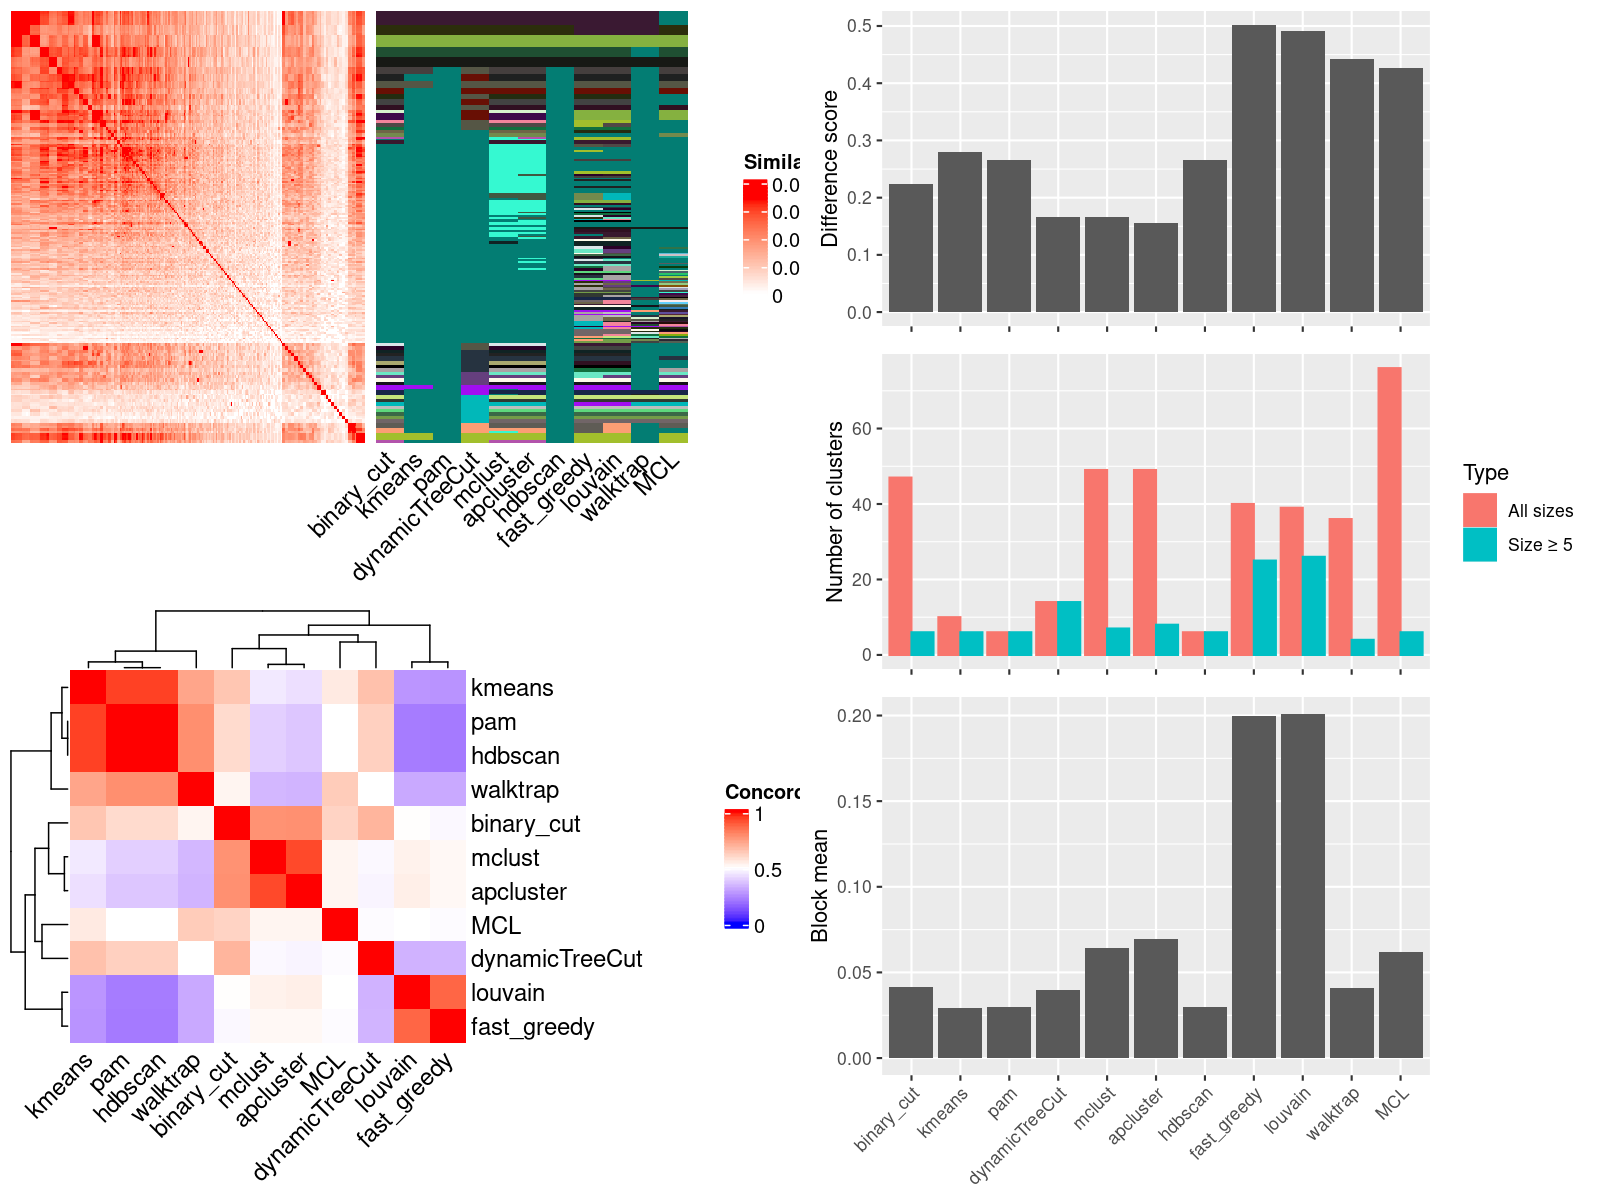 Simila
0.0
0.0
0.0
0.0
0
binary_cut
kmeans
pam
dynamicTreeCut
mclust
apcluster
hdbscan
fast_greedy
louvain
walktrap
MCL
kmeans
pam
hdbscan
walktrap
binary_cut
mclust
apcluster
MCL
dynamicTreeCut
louvain
fast_greedy
kmeans
pam
hdbscan
walktrap
binary_cut
mclust
apcluster
MCL
dynamicTreeCut
louvain
fast_greedy
Concord
1
0.5
0
Difference score
0.5
0.4
0.3
0.2
0.1
0.0
Number of clusters
60
40
20
0
Type
All sizes
Size ≥ 5
Block mean
0.20
0.15
0.10
0.05
0.00
binary_cut
kmeans
pam
dynamicTreeCut
mclust
apcluster
hdbscan
fast_greedy
louvain
walktrap
MCL